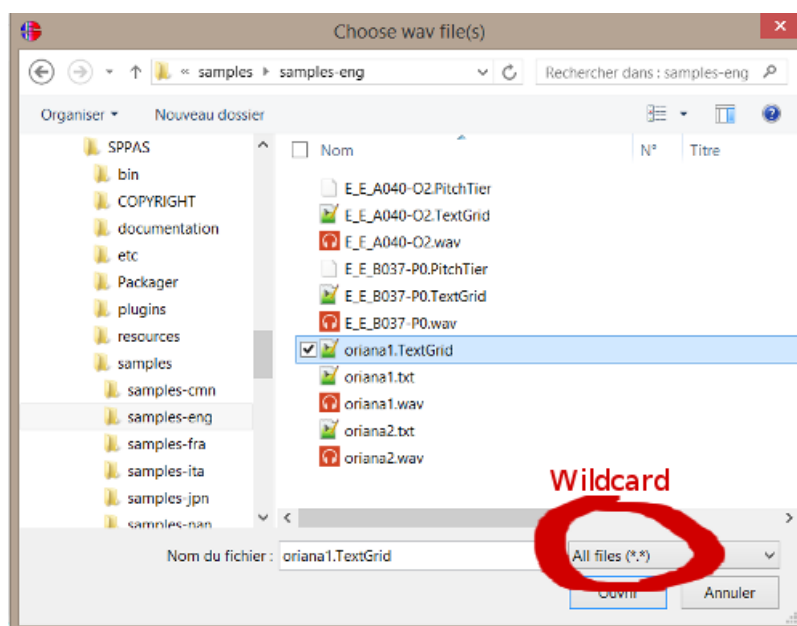 Choose wav file(s)
« samples samples-eng
Rechercher dans : samples-eng
Organiser Nouveau dossier
SPPAS
bin
COPYRIGHT
documentation
etc
Packager
plugins
resources
samples
samples-cmn
samples-eng
samples-fra
samples-ita
samples-jpn
samples-nan
Nom N° Titre
E_E_A040-O2.PitchTier
E_E_A040-O2.TextGrid
E_E_A040-O2.wav
E_E_B037-P0.PitchTier
E_E_B037-P0.TextGrid
E_E_B037-P0.wav
oriana1.TextGrid
oriana1.txt
oriana1.wav
oriana2.txt
oriana2.wav
Wildcard
Nom du fichier : oriana1.TextGrid All files (*.*)
Ouvrir Annuler